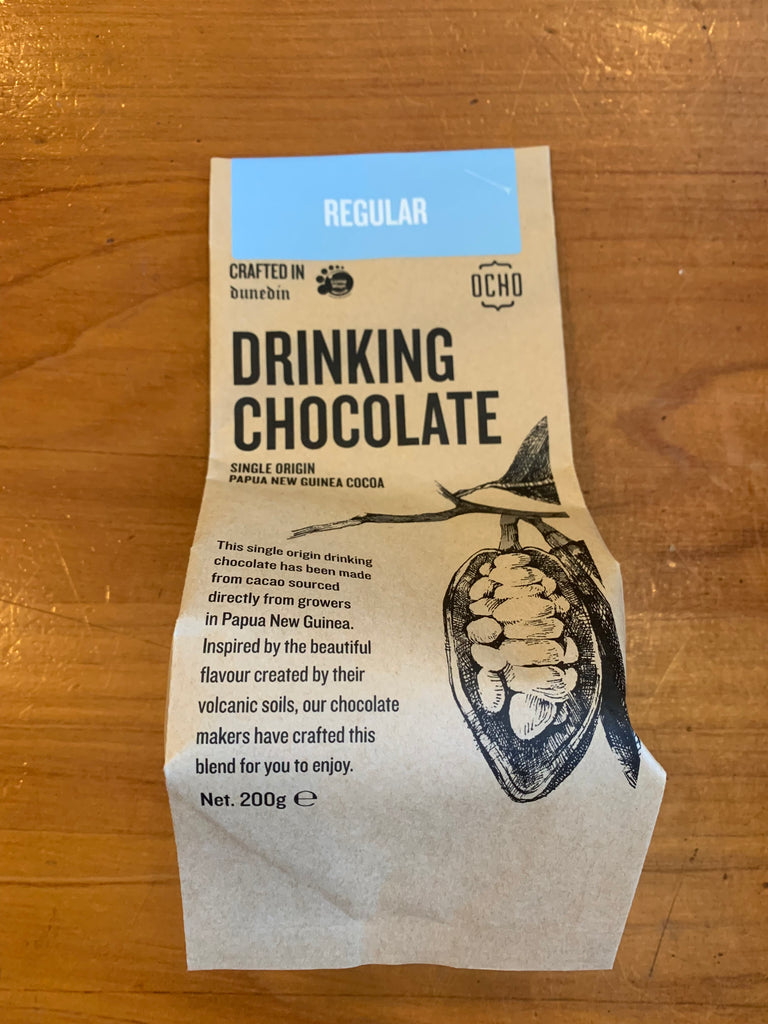 REGULAR
CRAFTED IN
dunedin
OCHO
DRINKING
CHOCOLATE
SINGLE ORIGIN
PAPUA NEW GUINEA COCOA
This single origin drinking
chocolate has been made
from cacao sourced
directly from growers
in Papua New Guinea.
Inspired by the beautiful
flavour created by their
volcanic soils, our chocolate
makers have crafted this
blend for you to enjoy.
Net. 200g ℮